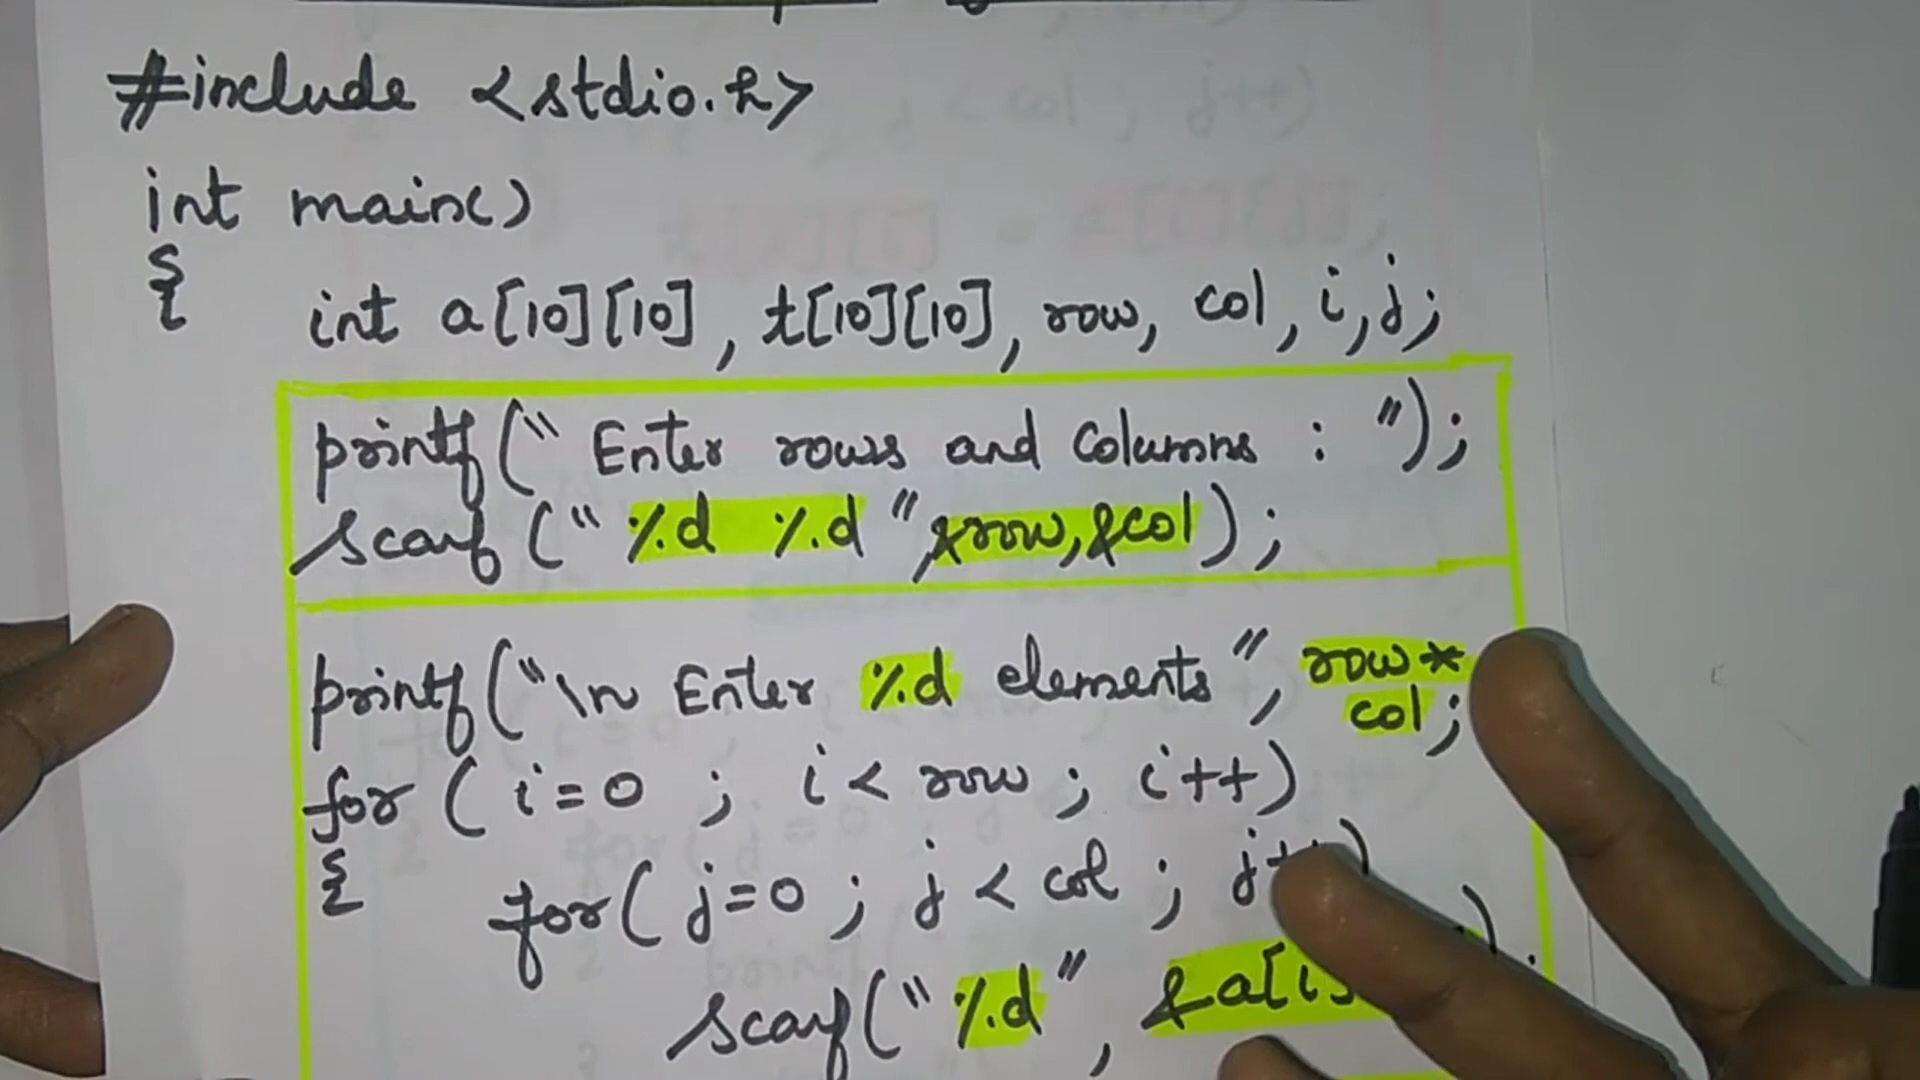 #include <stdio.h>
int main()
{
int a[10][10], t[10][10], row, col, i, j;
printf("Enter rows and columns : ");
scanf("%d %d", &row, &col);
printf("\n Enter %d elements", row*
col;
for ( i=0 ; i < row ; i++)
{
for( j=0 ; j < col ; j++)
scanf("%d", &a[i]